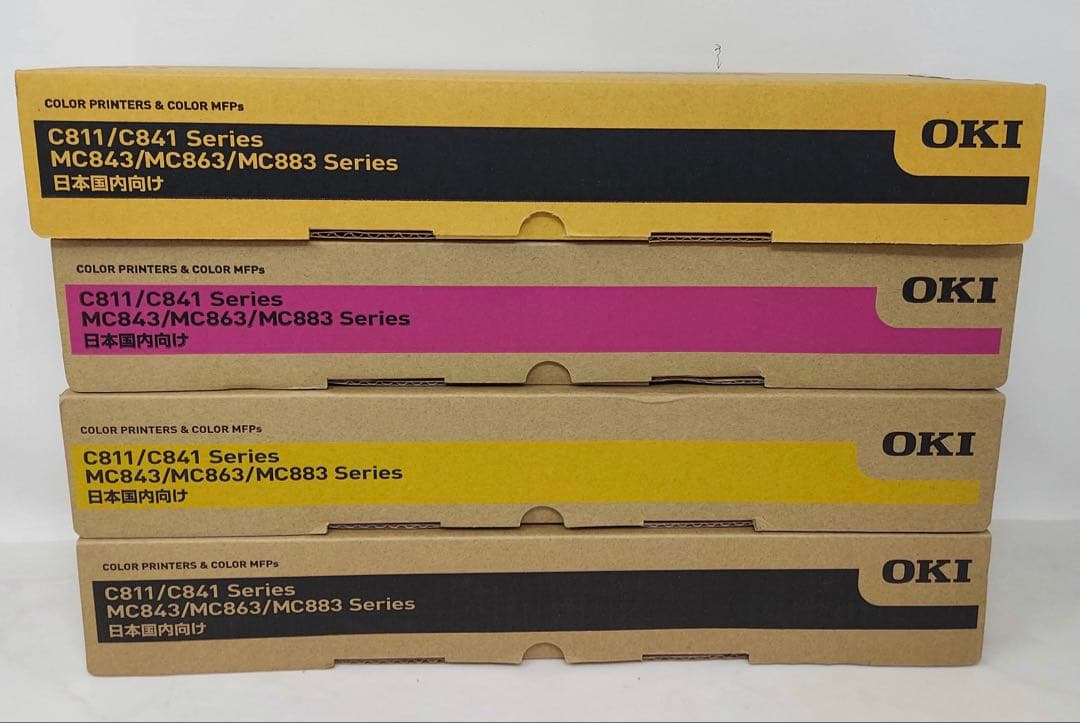 COLOR PRINTERS & COLOR MFPs
C811/C841 Series
MC843/MC863/MC883 Series
日本国内向け
OKI
COLOR PRINTERS & COLOR MFPs
C811/C841 Series
MC843/MC863/MC883 Series
日本国内向け
OKI
COLOR PRINTERS & COLOR MFPs
C811/C841 Series
MC843/MC863/MC883 Series
日本国内向け
OKI
COLOR PRINTERS & COLOR MFPs
C811/C841 Series
MC843/MC863/MC883 Series
日本国内向け
OKI